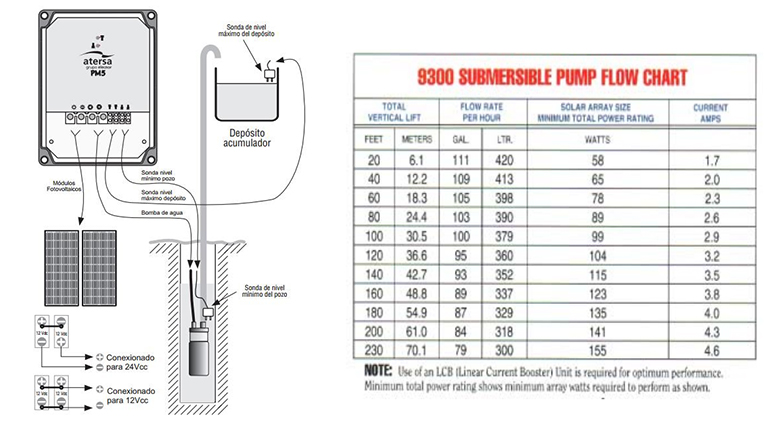 atersa
grupo elecnor
PM5
Sonda de nivel
máximo del depósito
Depósito
acumulador
Sonda de nivel
mínimo pozo
Módulos
Fotovoltaicos
Sonda nivel
máximo depósito
Bomba de agua
Sonda de nivel
mínimo del pozo
12 Vdc
12 Vdc
Conexionado
para 24Vcc
12 Vdc
12 Vdc
Conexionado
para 12Vcc
9300 SUBMERSIBLE PUMP FLOW CHART
TOTAL VERTICAL LIFT FLOW RATE PER HOUR SOLAR ARRAY SIZE MINIMUM TOTAL POWER RATING CURRENT AMPS
FEET METERS GAL. LTR. WATTS
20 6.1 111 420 58 1.7
40 12.2 109 413 65 2.0
60 18.3 105 398 78 2.3
80 24.4 103 390 89 2.6
100 30.5 100 379 99 2.9
120 36.6 95 360 104 3.2
140 42.7 93 352 115 3.5
160 48.8 89 337 123 3.8
180 54.9 87 329 135 4.0
200 61.0 84 318 141 4.3
230 70.1 79 300 155 4.6
NOTE: Use of an LCB (Linear Current Booster) Unit is required for optimum performance.
Minimum total power rating shows minimum array watts required to perform as shown.